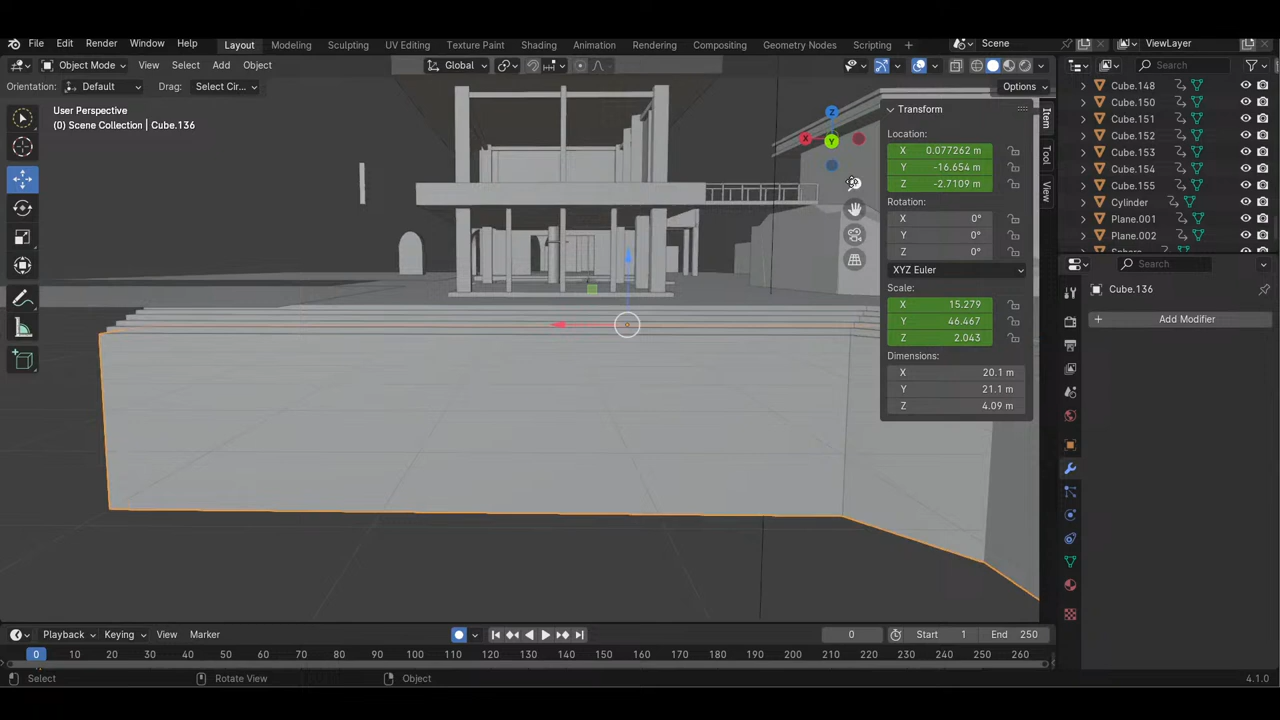 File Edit Render Window Help Layout Modeling Sculpting UV Editing Texture Paint Shading Animation Rendering Compositing Geometry Nodes Scripting + Scene ViewLayer
Object Mode View Select Add Object Global Search
Orientation: Default Drag: Select Cir... Options
User Perspective
(0) Scene Collection | Cube.136
Z
X
Y
Transform
Location:
X 0.077262 m
Y -16.654 m
Z -2.7109 m
Rotation:
X 0°
Y 0°
Z 0°
XYZ Euler
Scale:
X 15.279
Y 46.467
Z 2.043
Dimensions:
X 20.1 m
Y 21.1 m
Z 4.09 m
Item
Tool
View
Cube.148
Cube.150
Cube.151
Cube.152
Cube.153
Cube.154
Cube.155
Cylinder
Plane.001
Plane.002
Search
Cube.136
+ Add Modifier
Playback Keying View Marker 0 Start 1 End 250
0 10 20 30 40 50 60 70 80 90 100 110 120 130 140 150 160 170 180 190 200 210 220 230 240 250 260
Select Rotate View Object 4.1.0